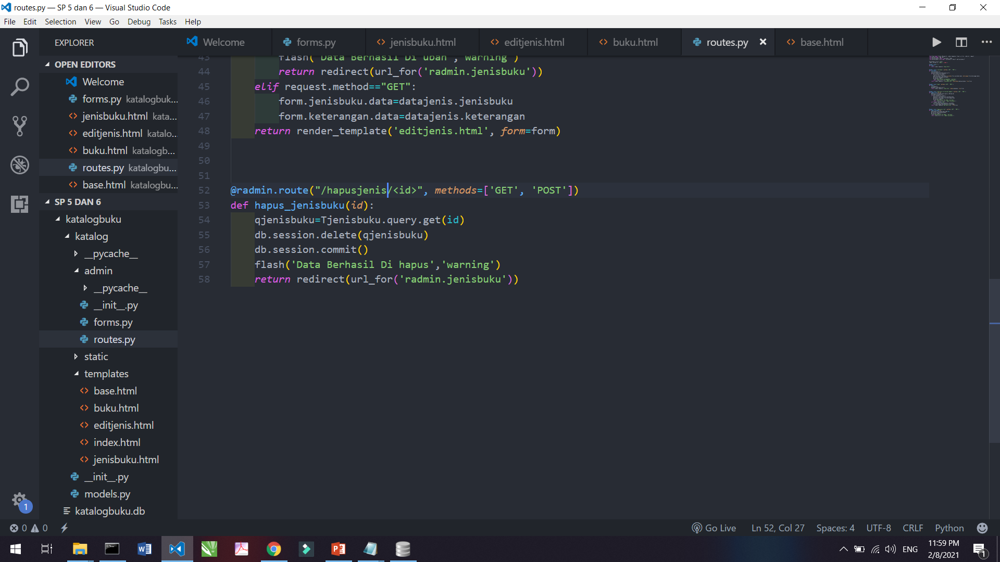 routes.py — SP 5 dan 6 — Visual Studio Code
File Edit Selection View Go Debug Tasks Help
EXPLORER
OPEN EDITORS
Welcome
forms.py katalogbuk...
jenisbuku.html kata...
editjenis.html katalo...
buku.html katalogb...
routes.py katalogbu...
base.html katalogbu...
SP 5 DAN 6
katalogbuku
katalog
__pycache__
admin
__pycache__
__init__.py
forms.py
routes.py
static
templates
base.html
buku.html
editjenis.html
index.html
jenisbuku.html
__init__.py
models.py
katalogbuku.db
Welcome forms.py jenisbuku.html editjenis.html buku.html routes.py base.html
43 flash('Data Berhasil Di ubah','warning')
44 return redirect(url_for('radmin.jenisbuku'))
45 elif request.method=="GET":
46 form.jenisbuku.data=datajenis.jenisbuku
47 form.keterangan.data=datajenis.keterangan
48 return render_template('editjenis.html', form=form)
49
50
51
52 @radmin.route("/hapusjenis/<id>", methods=['GET', 'POST'])
53 def hapus_jenisbuku(id):
54 qjenisbuku=Tjenisbuku.query.get(id)
55 db.session.delete(qjenisbuku)
56 db.session.commit()
57 flash('Data Berhasil Di hapus','warning')
58 return redirect(url_for('radmin.jenisbuku'))
1
0 0 Go Live Ln 52, Col 27 Spaces: 4 UTF-8 CRLF Python
ENG
11:59 PM
2/8/2021
1